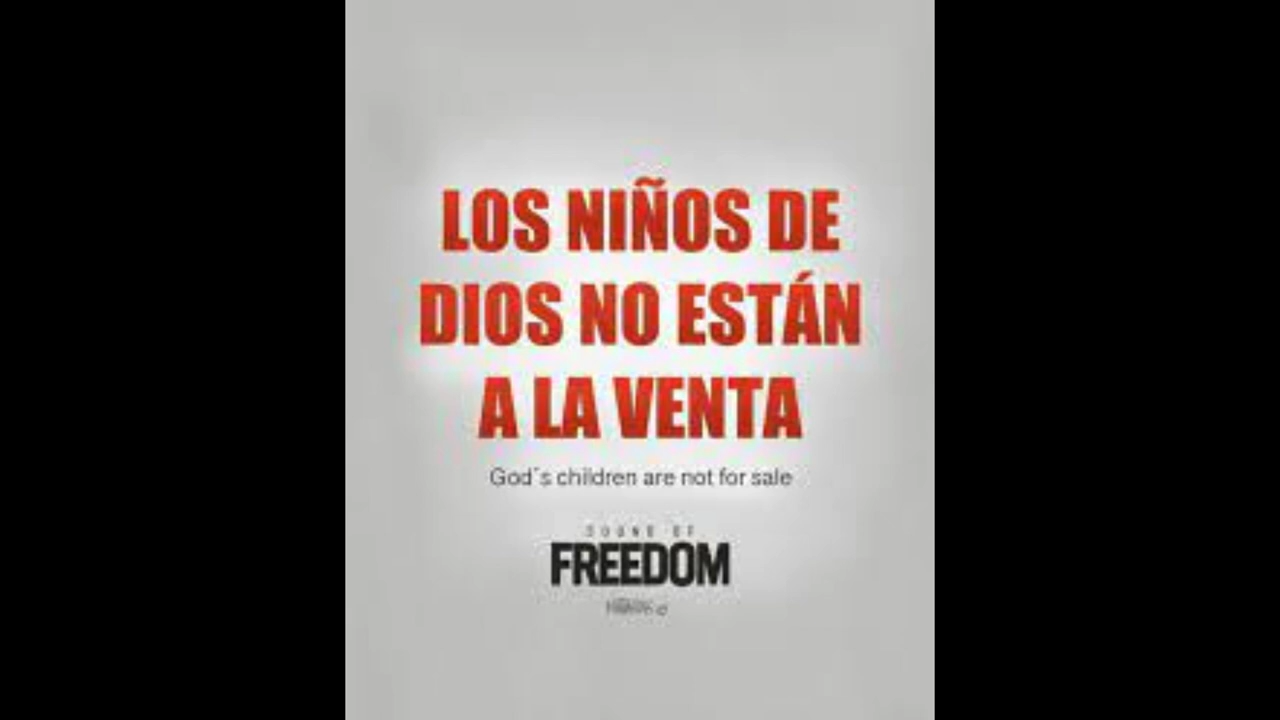 LOS NIÑOS DE
DIOS NO ESTÁN
A LA VENTA
God´s children are not for sale
SOUND OF
FREEDOM